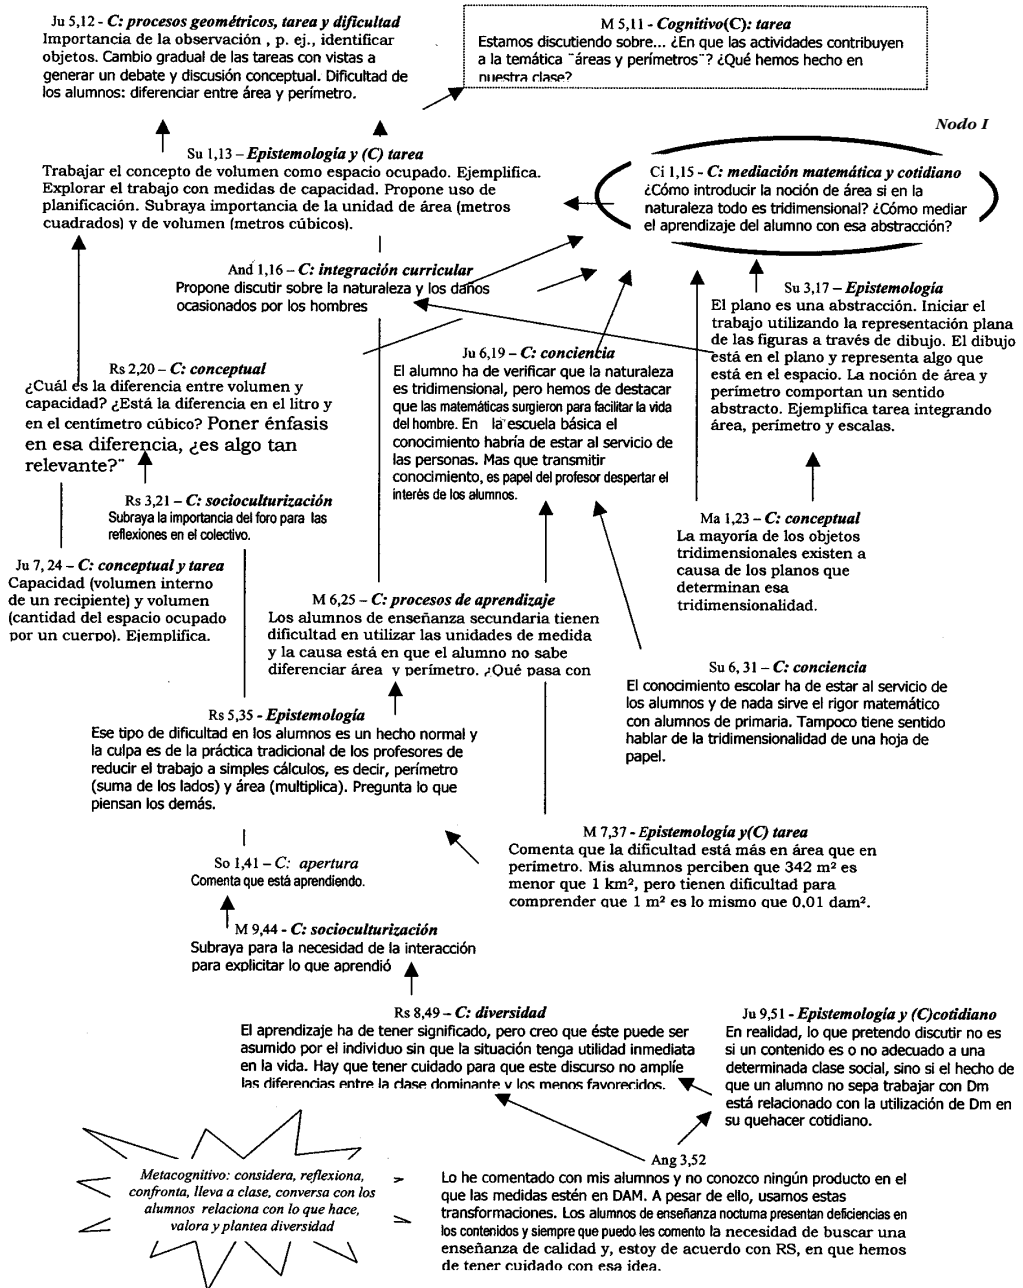 Ju 5,12 - C: procesos geométricos, tarea y dificultad
Importancia de la observación , p. ej., identificar
objetos. Cambio gradual de las tareas con vistas a
generar un debate y discusión conceptual. Dificultad de
los alumnos: diferenciar entre área y perímetro.
M 5,11 - Cognitivo(C): tarea
Estamos discutiendo sobre... ¿En que las actividades contribuyen
a la temática ¨áreas y perímetros¨? ¿Qué hemos hecho en
nuestra clase?
Nodo I
Su 1,13 – Epistemología y (C) tarea
Trabajar el concepto de volumen como espacio ocupado. Ejemplifica.
Explorar el trabajo con medidas de capacidad. Propone uso de
planificación. Subraya importancia de la unidad de área (metros
cuadrados) y de volumen (metros cúbicos).
Ci 1,15 - C: mediación matemática y cotidiano
¿Cómo introducir la noción de área si en la
naturaleza todo es tridimensional? ¿Cómo mediar
el aprendizaje del alumno con esa abstracción?
And 1,16 – C: integración curricular
Propone discutir sobre la naturaleza y los daños
ocasionados por los hombres
Su 3,17 – Epistemología
El plano es una abstracción. Iniciar el
trabajo utilizando la representación plana
de las figuras a través de dibujo. El dibujo
está en el plano y representa algo que
está en el espacio. La noción de área y
perímetro comportan un sentido
abstracto. Ejemplifica tarea integrando
área, perímetro y escalas.
Ju 6,19 – C: conciencia
El alumno ha de verificar que la naturaleza
es tridimensional, pero hemos de destacar
que las matemáticas surgieron para facilitar la vida
del hombre. En la escuela básica el
conocimiento habría de estar al servicio de
las personas. Mas que transmitir
conocimiento, es papel del profesor despertar el
interés de los alumnos.
Rs 2,20 – C: conceptual
¿Cuál es la diferencia entre volumen y
capacidad? ¿Está la diferencia en el litro y
en el centímetro cúbico? Poner énfasis
en esa diferencia, ¿es algo tan
relevante?¨
Rs 3,21 – C: socioculturización
Subraya la importancia del foro para las
reflexiones en el colectivo.
Ma 1,23 – C: conceptual
La mayoría de los objetos
tridimensionales existen a
causa de los planos que
determinan esa
tridimensionalidad.
Ju 7, 24 – C: conceptual y tarea
Capacidad (volumen interno
de un recipiente) y volumen
(cantidad del espacio ocupado
por un cuerpo). Ejemplifica.
M 6,25 – C: procesos de aprendizaje
Los alumnos de enseñanza secundaria tienen
dificultad en utilizar las unidades de medida
y la causa está en que el alumno no sabe
diferenciar área y perímetro. ¿Qué pasa con
Su 6, 31 – C: conciencia
El conocimiento escolar ha de estar al servicio de
los alumnos y de nada sirve el rigor matemático
con alumnos de primaria. Tampoco tiene sentido
hablar de la tridimensionalidad de una hoja de
papel.
Rs 5,35 - Epistemología
Ese tipo de dificultad en los alumnos es un hecho normal y
la culpa es de la práctica tradicional de los profesores de
reducir el trabajo a simples cálculos, es decir, perímetro
(suma de los lados) y área (multiplica). Pregunta lo que
piensan los demás.
M 7,37 - Epistemología y(C) tarea
Comenta que la dificultad está más en área que en
perímetro. Mis alumnos perciben que 342 m² es
menor que 1 km², pero tienen dificultad para
comprender que 1 m² es lo mismo que 0,01 dam².
So 1,41 – C: apertura
Comenta que está aprendiendo.
M 9,44 – C: socioculturización
Subraya para la necesidad de la interacción
para explicitar lo que aprendió
Rs 8,49 – C: diversidad
El aprendizaje ha de tener significado, pero creo que éste puede ser
asumido por el individuo sin que la situación tenga utilidad inmediata
en la vida. Hay que tener cuidado para que este discurso no amplíe
las diferencias entre la clase dominante y los menos favorecidos.
Ju 9,51 - Epistemología y (C)cotidiano
En realidad, lo que pretendo discutir no es
si un contenido es o no adecuado a una
determinada clase social, sino si el hecho de
que un alumno no sepa trabajar con Dm
está relacionado con la utilización de Dm en
su quehacer cotidiano.
Ang 3,52
Lo he comentado con mis alumnos y no conozco ningún producto en el
que las medidas estén en DAM. A pesar de ello, usamos estas
transformaciones. Los alumnos de enseñanza nocturna presentan deficiencias en
los contenidos y siempre que puedo les comento la necesidad de buscar una
enseñanza de calidad y, estoy de acuerdo con RS, en que hemos
de tener cuidado con esa idea.
Metacognitivo: considera, reflexiona,
confronta, lleva a clase, conversa con los
alumnos relaciona con lo que hace,
valora y plantea diversidad